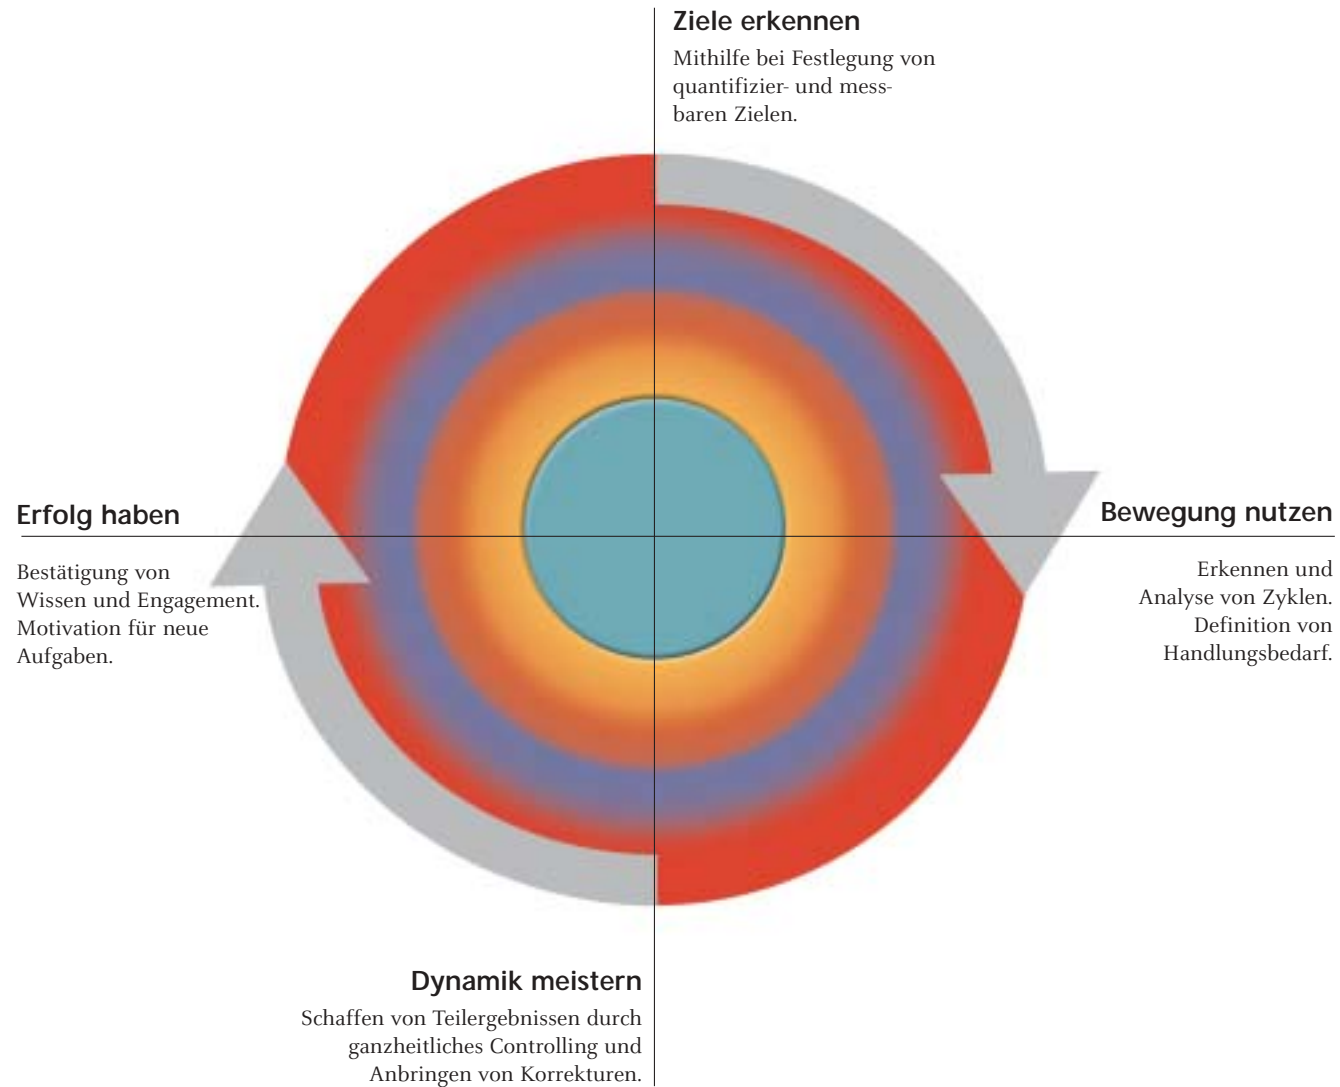 Ziele erkennen
Mithilfe bei Festlegung von
quantifizier- und mess-
baren Zielen.
Erfolg haben
Bestätigung von
Wissen und Engagement.
Motivation für neue
Aufgaben.
Bewegung nutzen
Erkennen und
Analyse von Zyklen.
Definition von
Handlungsbedarf.
Dynamik meistern
Schaffen von Teilergebnissen durch
ganzheitliches Controlling und
Anbringen von Korrekturen.